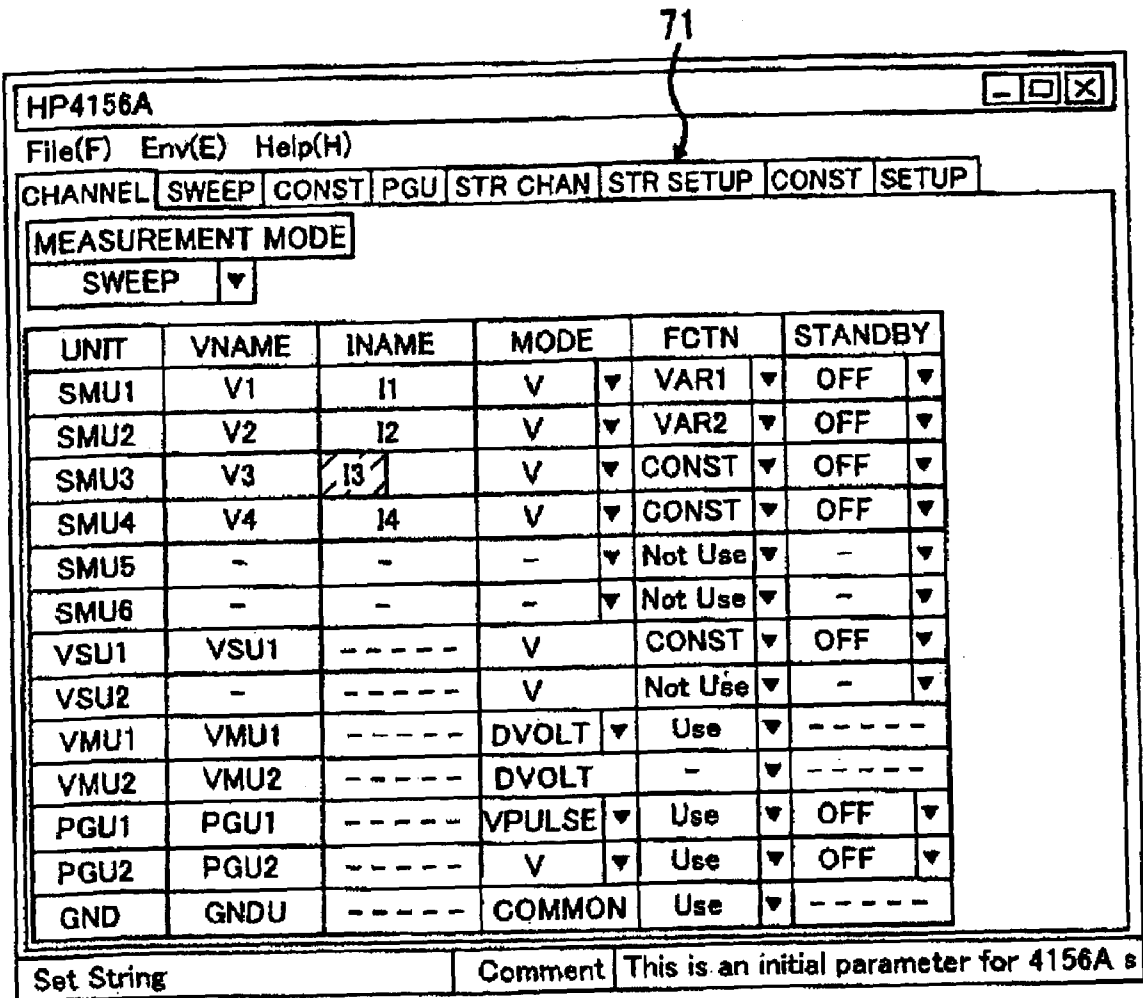 71
HP4156A
File(F) Env(E) Help(H)
CHANNEL SWEEP CONST PGU STR CHAN STR SETUP CONST SETUP
MEASUREMENT MODE
SWEEP
UNIT VNAME INAME MODE FCTN STANDBY
SMU1 V1 I1 V VAR1 OFF
SMU2 V2 I2 V VAR2 OFF
SMU3 V3 I3 V CONST OFF
SMU4 V4 I4 V CONST OFF
SMU5 - - - Not Use -
SMU6 - - - Not Use -
VSU1 VSU1 ----- V CONST OFF
VSU2 - ----- V Not Use -
VMU1 VMU1 ----- DVOLT Use -----
VMU2 VMU2 ----- DVOLT - -----
PGU1 PGU1 ----- VPULSE Use OFF
PGU2 PGU2 ----- V Use OFF
GND GNDU ----- COMMON Use -----
Set String Comment This is an initial parameter for 4156A s